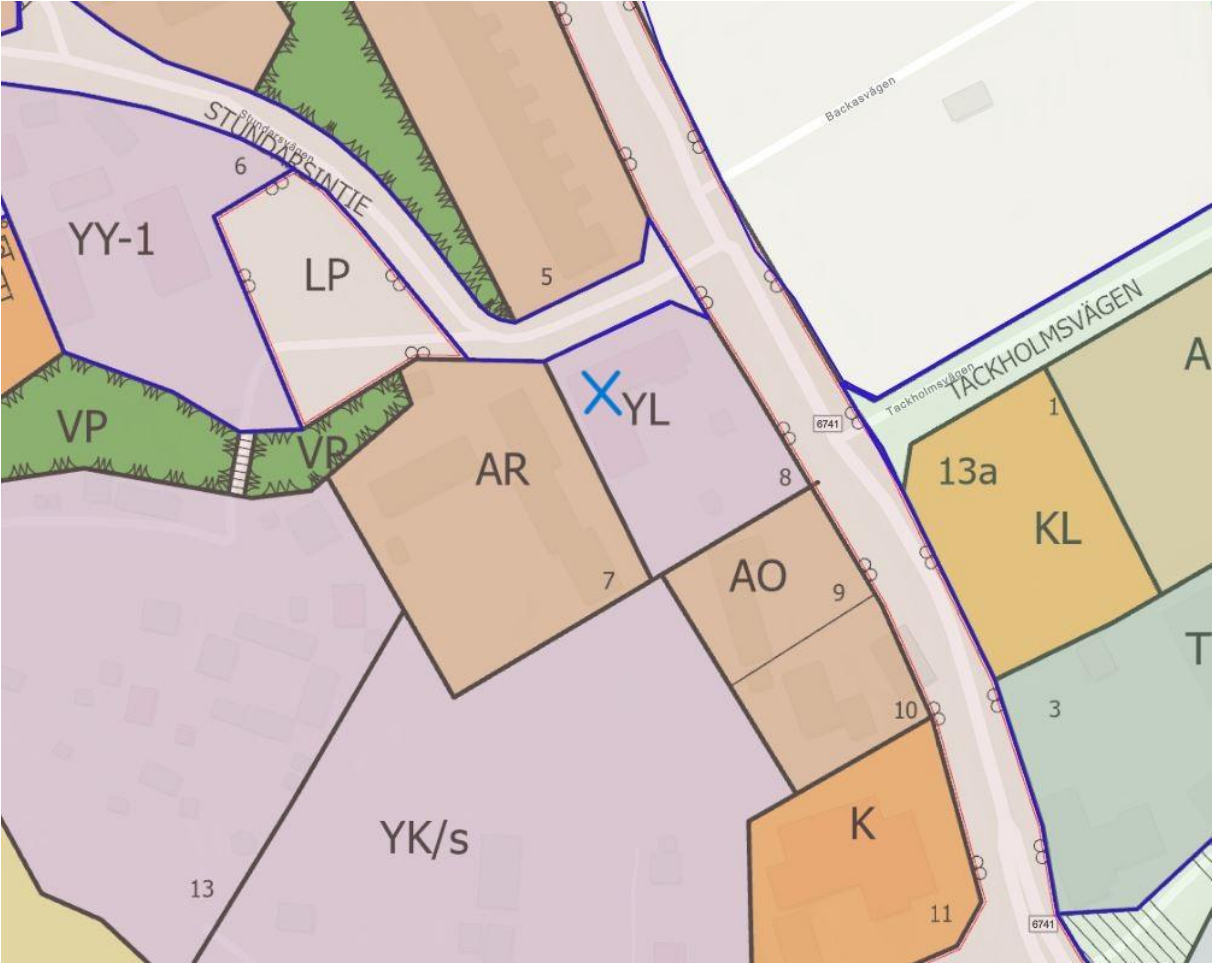 Backasvägen
STUNDARSINTIE
Stundarsvägen
6
YY-1
LP
5
TACKHOLMSVÄGEN
Tackholmsvägen
A
1
YL
6741
VP
VP
AR
8
13a
KL
7
AO
9
T
10
3
K
YK/s
13
11
6741